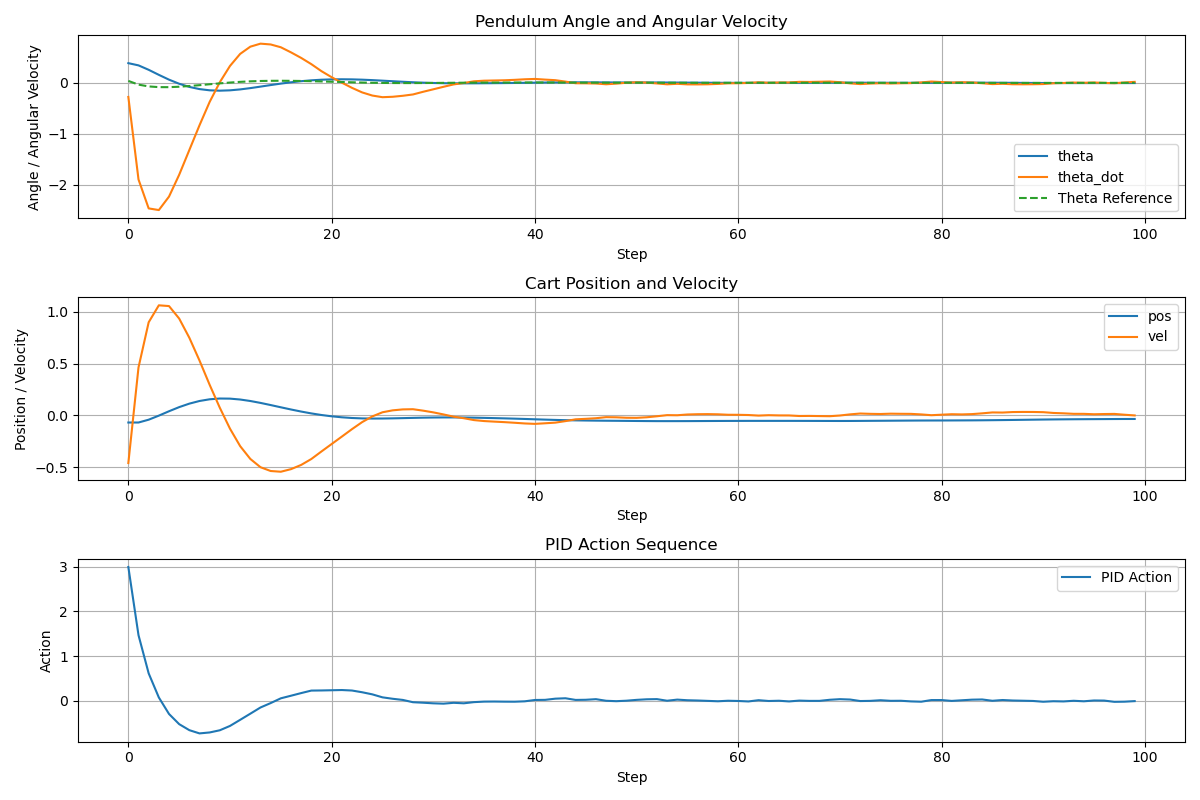 Pendulum Angle and Angular Velocity
Angle / Angular Velocity
0
−1
−2
theta
theta_dot
Theta Reference
0 20 40 60 80 100
Step
Cart Position and Velocity
Position / Velocity
1.0
0.5
0.0
−0.5
pos
vel
0 20 40 60 80 100
Step
PID Action Sequence
Action
3
2
1
0
PID Action
0 20 40 60 80 100
Step